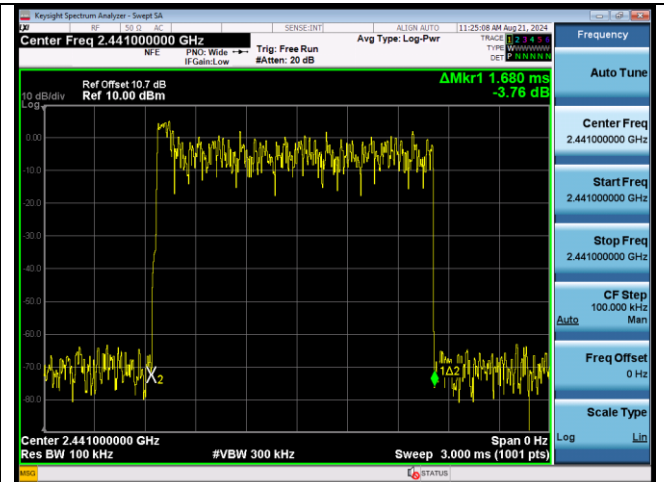 Keysight Spectrum Analyzer - Swept SA
RF 50 Ω AC SENSE:INT ALIGN AUTO 11:25:08 AM Aug 21, 2024
Center Freq 2.441000000 GHz
NFE
PNO: Wide
IFGain:Low
Trig: Free Run
#Atten: 20 dB
Avg Type: Log-Pwr
TRACE 1 2 3 4 5 6
TYPE WWWWWW
DET P NNNNN
Frequency
Auto Tune
Center Freq
2.441000000 GHz
Start Freq
2.441000000 GHz
Stop Freq
2.441000000 GHz
CF Step
100.000 kHz
Auto Man
Freq Offset
0 Hz
Scale Type
Log Lin
ΔMkr1 1.680 ms
-3.76 dB
Ref Offset 10.7 dB
10 dB/div Ref 10.00 dBm
Log
0.00
-10.0
-20.0
-30.0
-40.0
-50.0
-60.0
-70.0
-80.0
X2
1Δ2
Center 2.441000000 GHz Span 0 Hz
Res BW 100 kHz #VBW 300 kHz Sweep 3.000 ms (1001 pts)
MSG STATUS